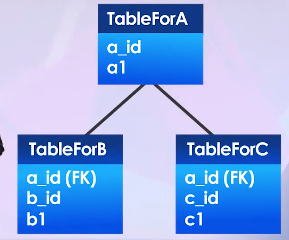 TableForA
a_id
a1
TableForB
a_id (FK)
b_id
b1
TableForC
a_id (FK)
c_id
c1